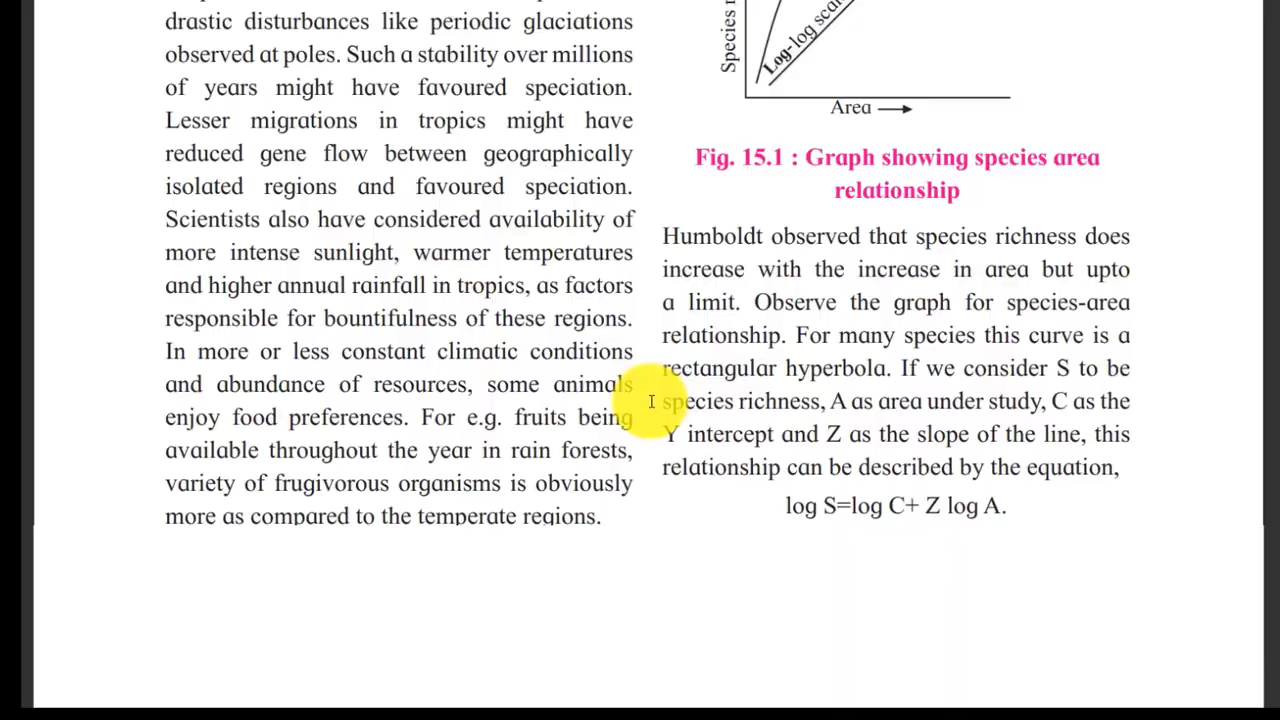 drastic disturbances like periodic glaciations
observed at poles. Such a stability over millions
of years might have favoured speciation.
Lesser migrations in tropics might have
reduced gene flow between geographically
isolated regions and favoured speciation.
Scientists also have considered availability of
more intense sunlight, warmer temperatures
and higher annual rainfall in tropics, as factors
responsible for bountifulness of these regions.
In more or less constant climatic conditions
and abundance of resources, some animals
enjoy food preferences. For e.g. fruits being
available throughout the year in rain forests,
variety of frugivorous organisms is obviously
more as compared to the temperate regions.
Species
Log-log
Area
Fig. 15.1 : Graph showing species area
relationship
Humboldt observed that species richness does
increase with the increase in area but upto
a limit. Observe the graph for species-area
relationship. For many species this curve is a
rectangular hyperbola. If we consider S to be
species richness, A as area under study, C as the
Y intercept and Z as the slope of the line, this
relationship can be described by the equation,
log S=log C+ Z log A.